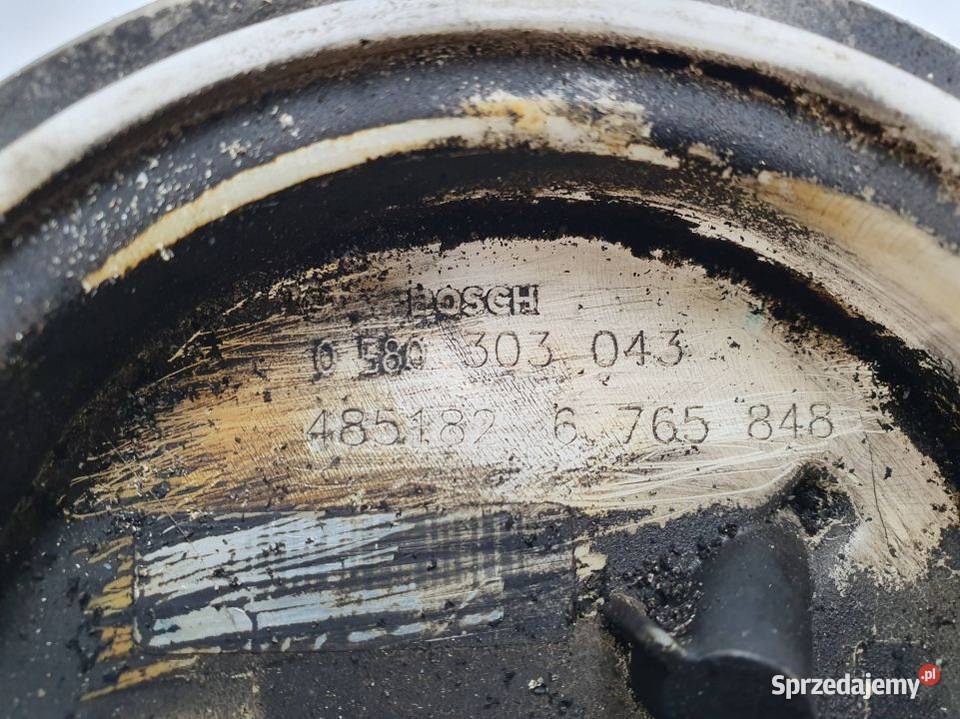 BOSCH
0 580 303 043
485182 6 765 848
Sprzedajemy.pl